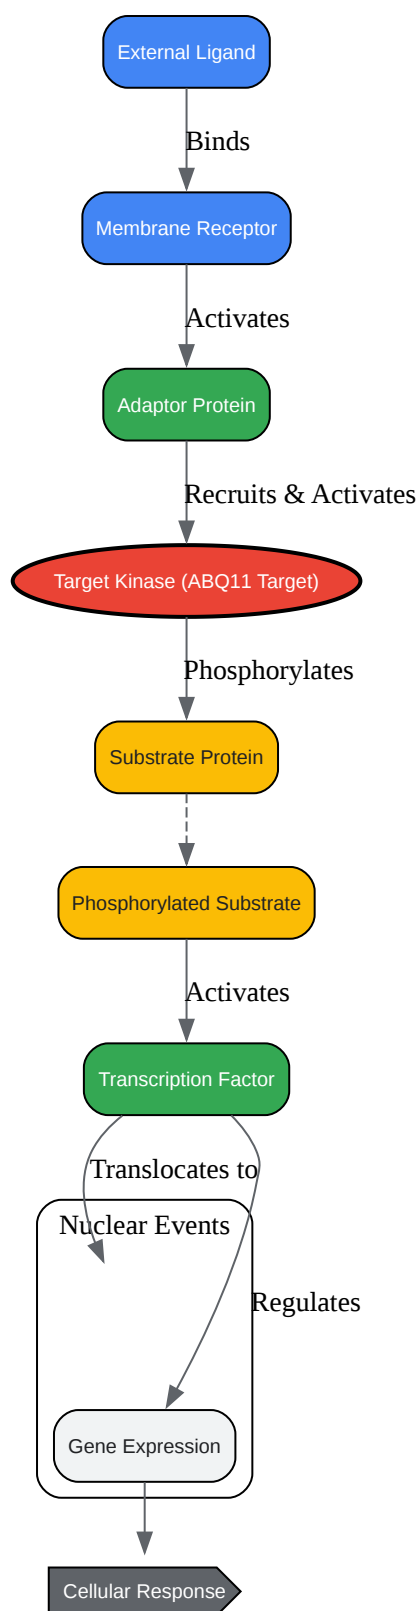 External Ligand
Binds
Membrane Receptor
Activates
Adaptor Protein
Recruits & Activates
Target Kinase (ABQ11 Target)
Phosphorylates
Substrate Protein
Phosphorylated Substrate
Activates
Transcription Factor
Translocates to
Nuclear Events
Regulates
Gene Expression
Cellular Response